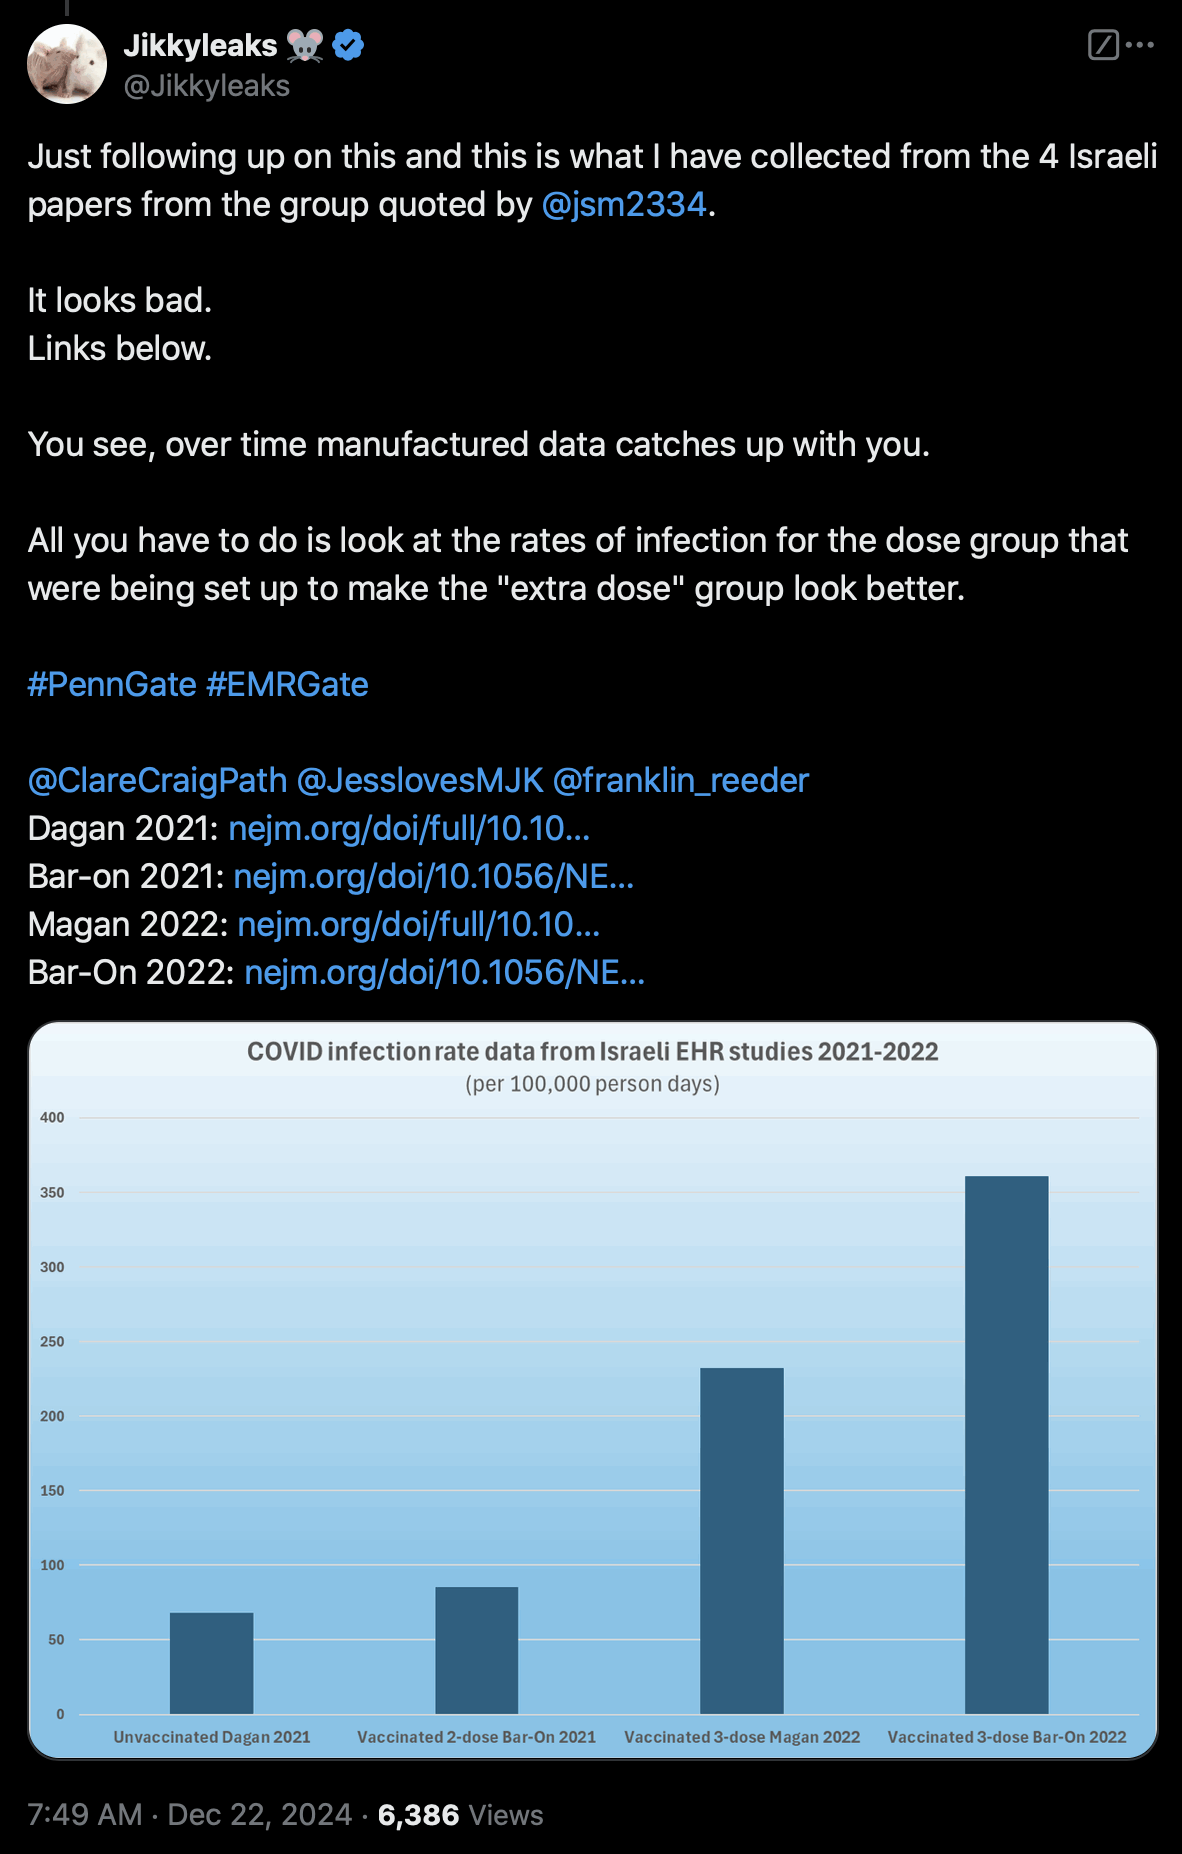 Jikkyleaks 🐭
@Jikkyleaks
Just following up on this and this is what I have collected from the 4 Israeli
papers from the group quoted by @jsm2334.
It looks bad.
Links below.
You see, over time manufactured data catches up with you.
All you have to do is look at the rates of infection for the dose group that
were being set up to make the "extra dose" group look better.
#PennGate #EMRGate
@ClareCraigPath @JesslovesMJK @franklin_reeder
Dagan 2021: nejm.org/doi/full/10.10...
Bar-on 2021: nejm.org/doi/10.1056/NE...
Magan 2022: nejm.org/doi/full/10.10...
Bar-On 2022: nejm.org/doi/10.1056/NE...
COVID infection rate data from Israeli EHR studies 2021-2022
(per 100,000 person days)
400
350
300
250
200
150
100
50
0
Unvaccinated Dagan 2021 Vaccinated 2-dose Bar-On 2021 Vaccinated 3-dose Magan 2022 Vaccinated 3-dose Bar-On 2022
7:49 AM · Dec 22, 2024 · 6,386 Views